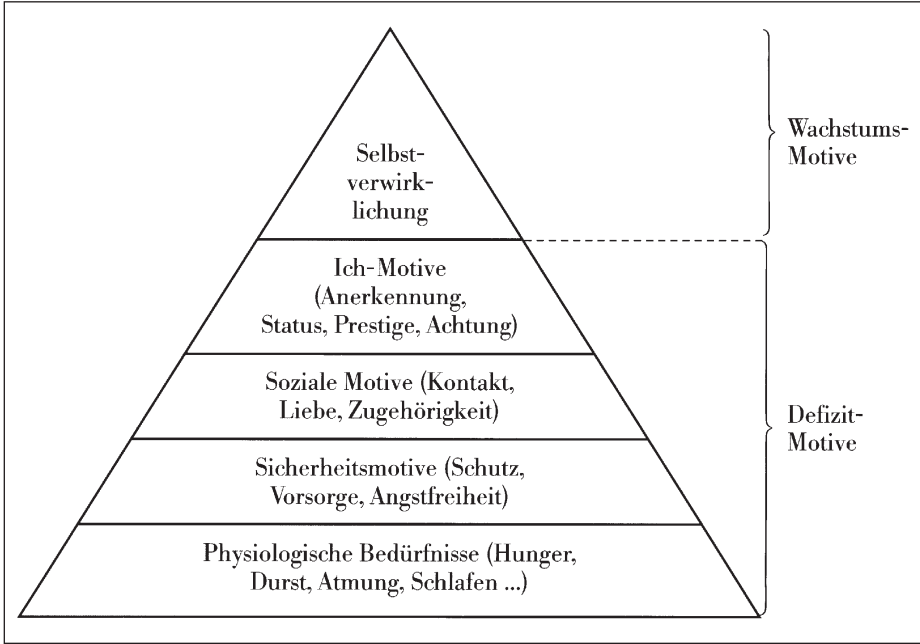 Selbst-
verwirk-
lichung
Ich-Motive
(Anerkennung,
Status, Prestige, Achtung)
Soziale Motive (Kontakt,
Liebe, Zugehörigkeit)
Sicherheitsmotive (Schutz,
Vorsorge, Angstfreiheit)
Physiologische Bedürfnisse (Hunger,
Durst, Atmung, Schlafen ...)
Wachstums-
Motive
Defizit-
Motive